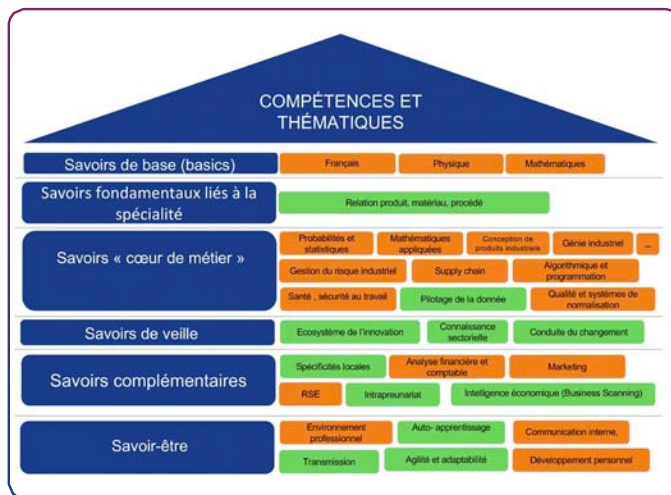 COMPÉTENCES ET
THÉMATIQUES
Savoirs de base (basics)
Français
Physique
Mathématiques
Savoirs fondamentaux liés à la
spécialité
Relation produit, matériau, procédé
Savoirs « cœur de métier »
Probabilités et
statistiques
Mathématiques
appliquées
Conception de
produits industriels
Génie industriel
...
Gestion du risque industriel
Supply chain
Algorithmique et
programmation
Santé , sécurité au travail
Pilotage de la donnée
Qualité et systèmes de
normalisation
Savoirs de veille
Ecosystème de l'innovation
Connaissance
sectorielle
Conduite du changement
Savoirs complémentaires
Spécificités locales
Analyse financière et
comptable
Marketing
RSE
Intrapreunariat
Intelligence économique (Business Scanning)
Savoir-être
Environnement
professionnel
Auto- apprentissage
Communication interne,
Transmission
Agilité et adaptabilité
Développement personnel